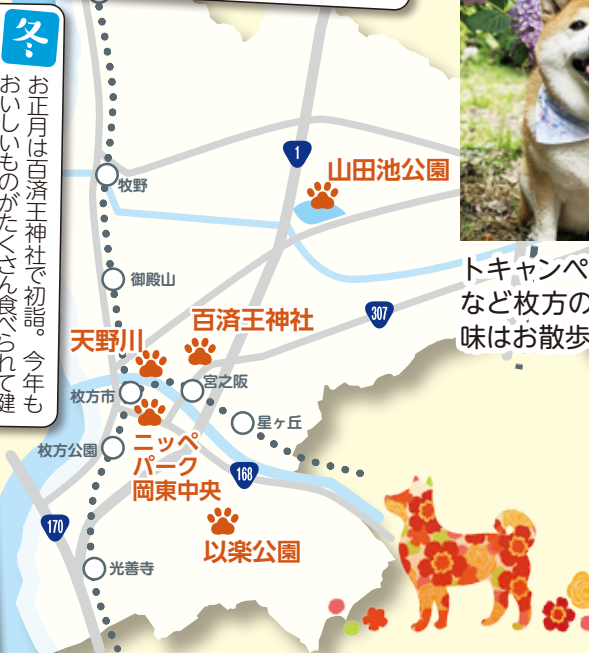 冬
お正月は百済王神社で初詣。今年も
おいしいものがたくさん食べられて健
トキャンペ
など枚方の
味はお散歩
1
山田池公園
牧野
御殿山
307
百済王神社
天野川
宮之阪
枚方市
星ヶ丘
枚方公園
ニッペ
パーク
岡東中央
168
170
以楽公園
光善寺